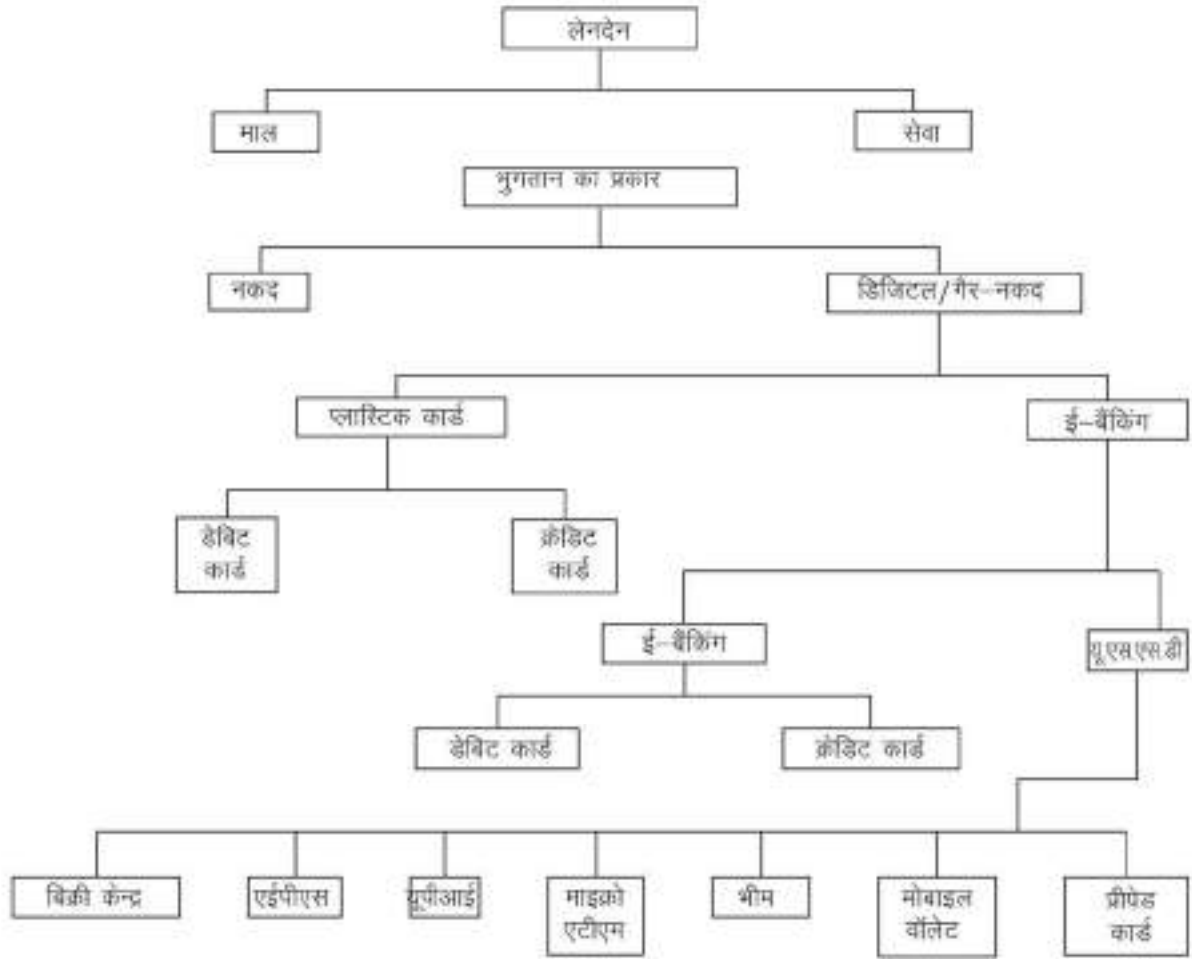 लेनदेन
माल
सेवा
भुगतान का प्रकार
नकद
डिजिटल/गैर-नकद
प्लास्टिक कार्ड
ई-बैंकिंग
डेबिट
कार्ड
क्रेडिट
कार्ड
ई-बैंकिंग
यूएसएसडी
डेबिट कार्ड
क्रेडिट कार्ड
बिक्री केन्द्र
एईपीएस
यूपीआई
माइक्रो
एटीएम
भीम
मोबाइल
वॉलेट
प्रीपेड
कार्ड